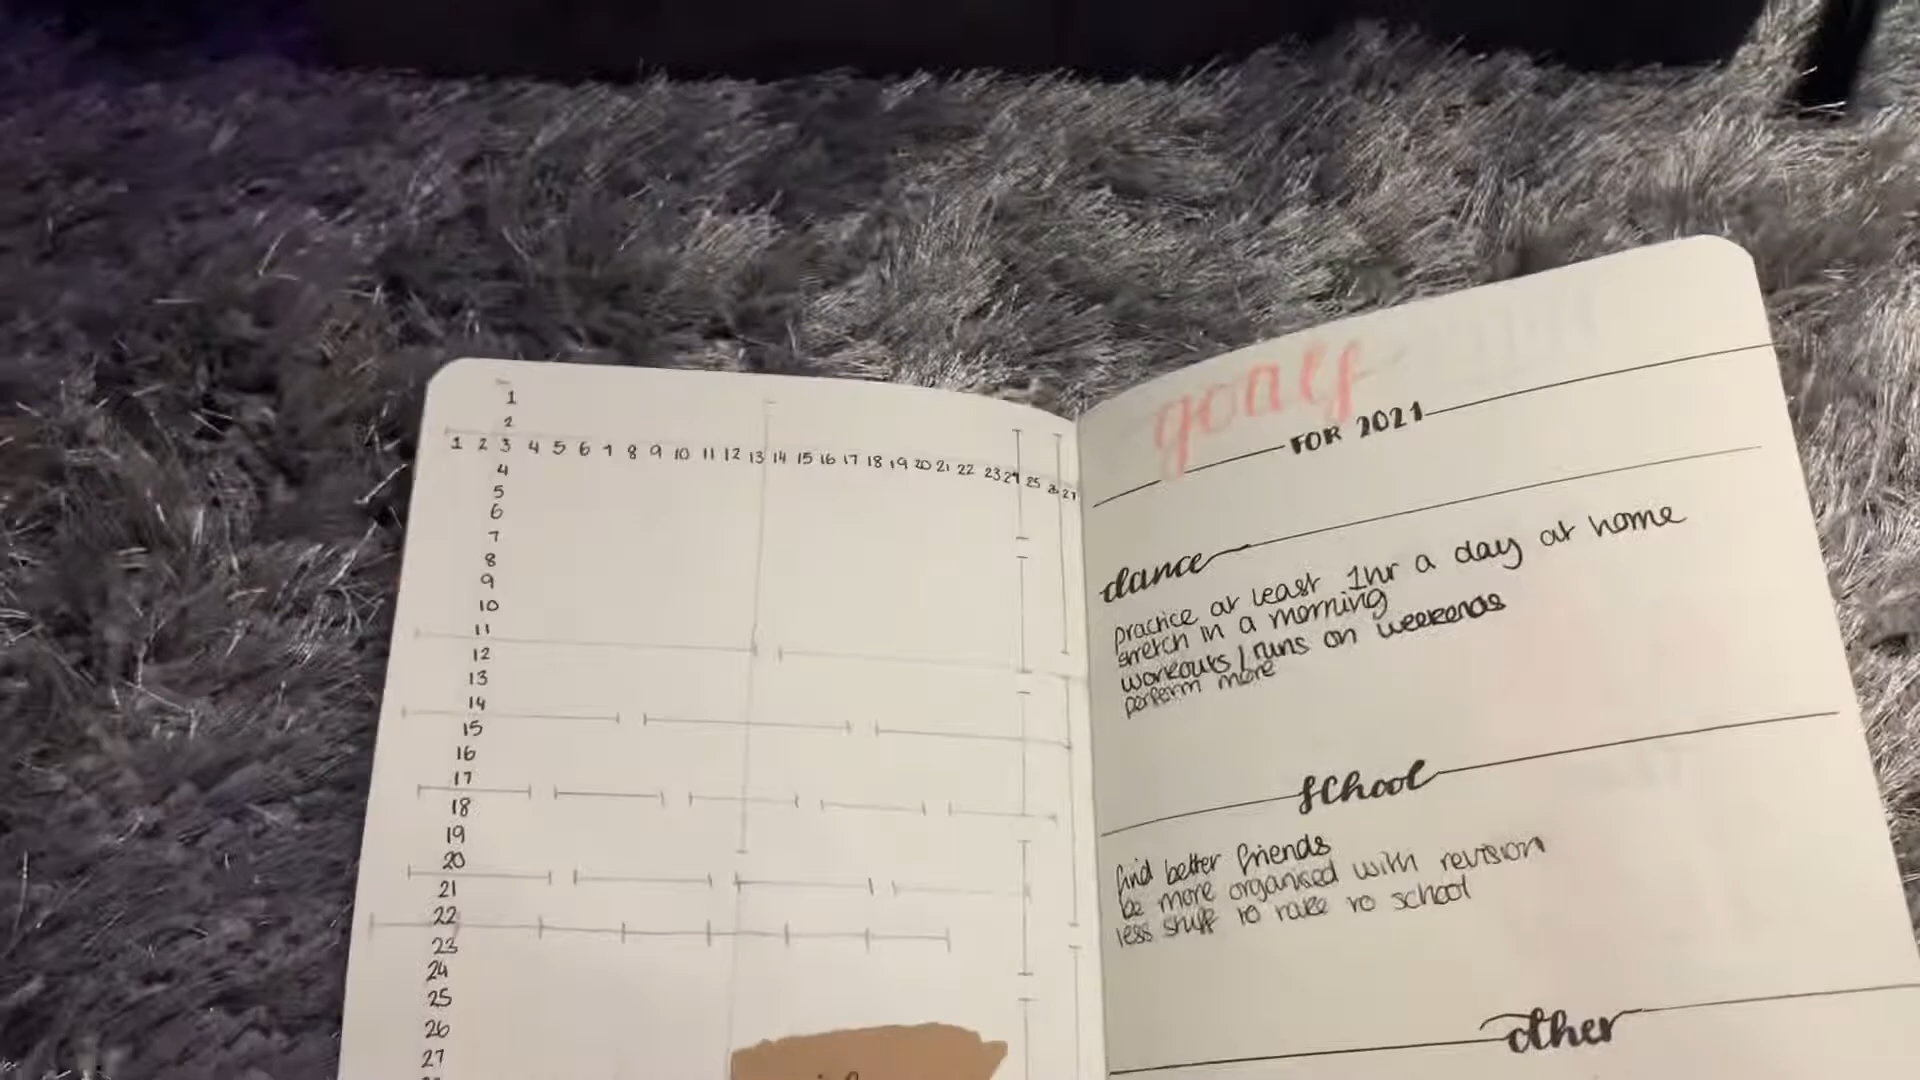 1
2
1 2 3 4 5 6 7 8 9 10 11 12 13 14 15 16 17 18 19 20 21 22 23 24 25 26 27
4
5
6
7
8
9
10
11
12
13
14
15
16
17
18
19
20
21
22
23
24
25
26
27
goals
FOR 2021
dance
practice at least 1hr a day at home
stretch in a morning
workouts / runs on weekends
perform more
school
find better friends
be more organised with revision
less stuff to take to school
other